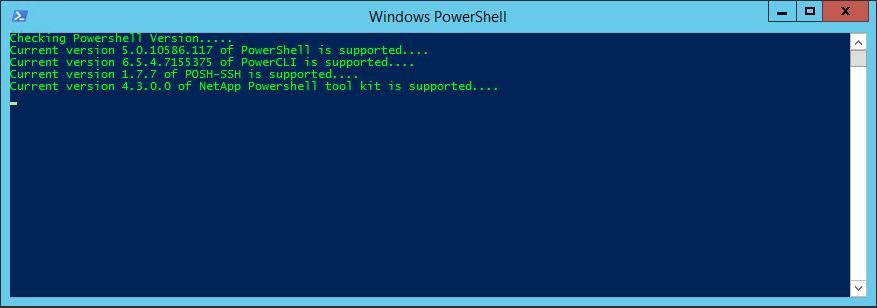 Windows PowerShell
Checking Powershell Version.....
Current version 5.0.10586.117 of PowerShell is supported....
Current version 6.5.4.7155375 of PowerCLI is supported....
Current version 1.7.7 of POSH-SSH is supported....
Current version 4.3.0.0 of NetApp Powershell tool kit is supported....